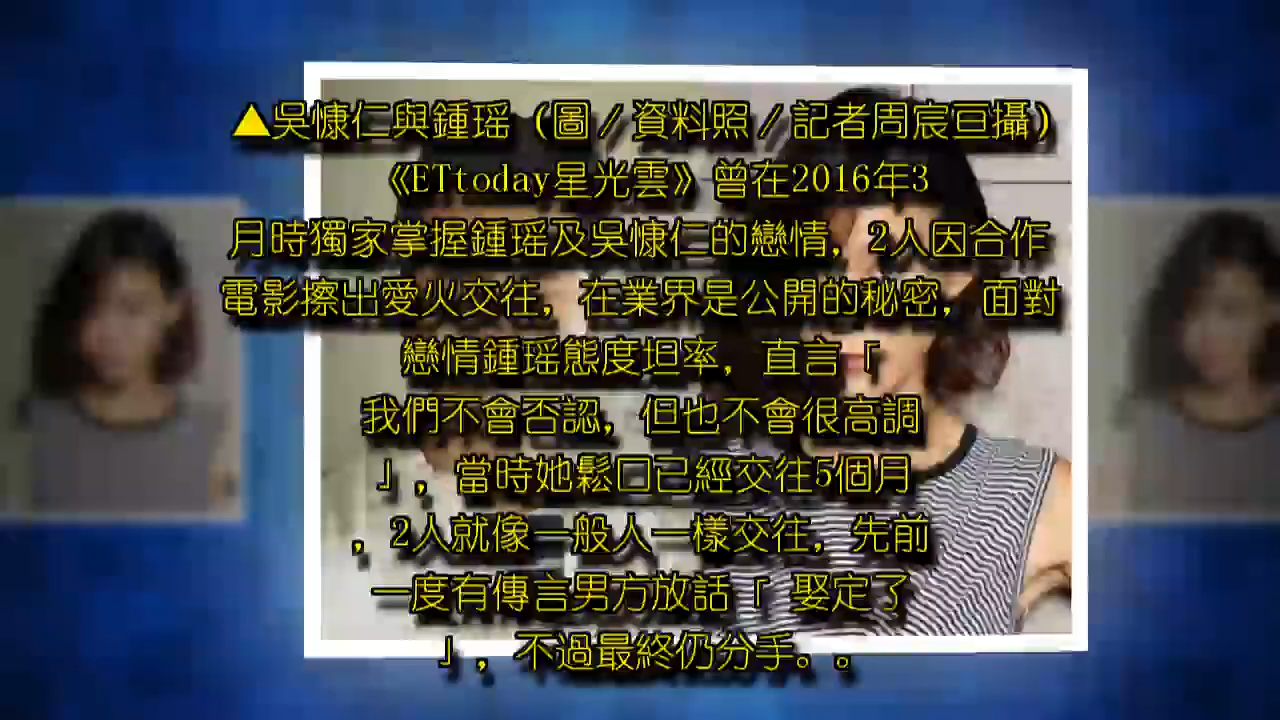 ▲吳慷仁與鍾瑶（圖／資料照／記者周宸亘攝）
《ETtoday星光雲》曾在2016年3
月時獨家掌握鍾瑶及吳慷仁的戀情，2人因合作
電影擦出愛火交往，在業界是公開的秘密，面對
戀情鍾瑶態度坦率，直言「
我們不會否認，但也不會很高調
」，當時她鬆口已經交往5個月
，2人就像一般人一樣交往，先前
一度有傳言男方放話「 娶定了
」，不過最終仍分手。。